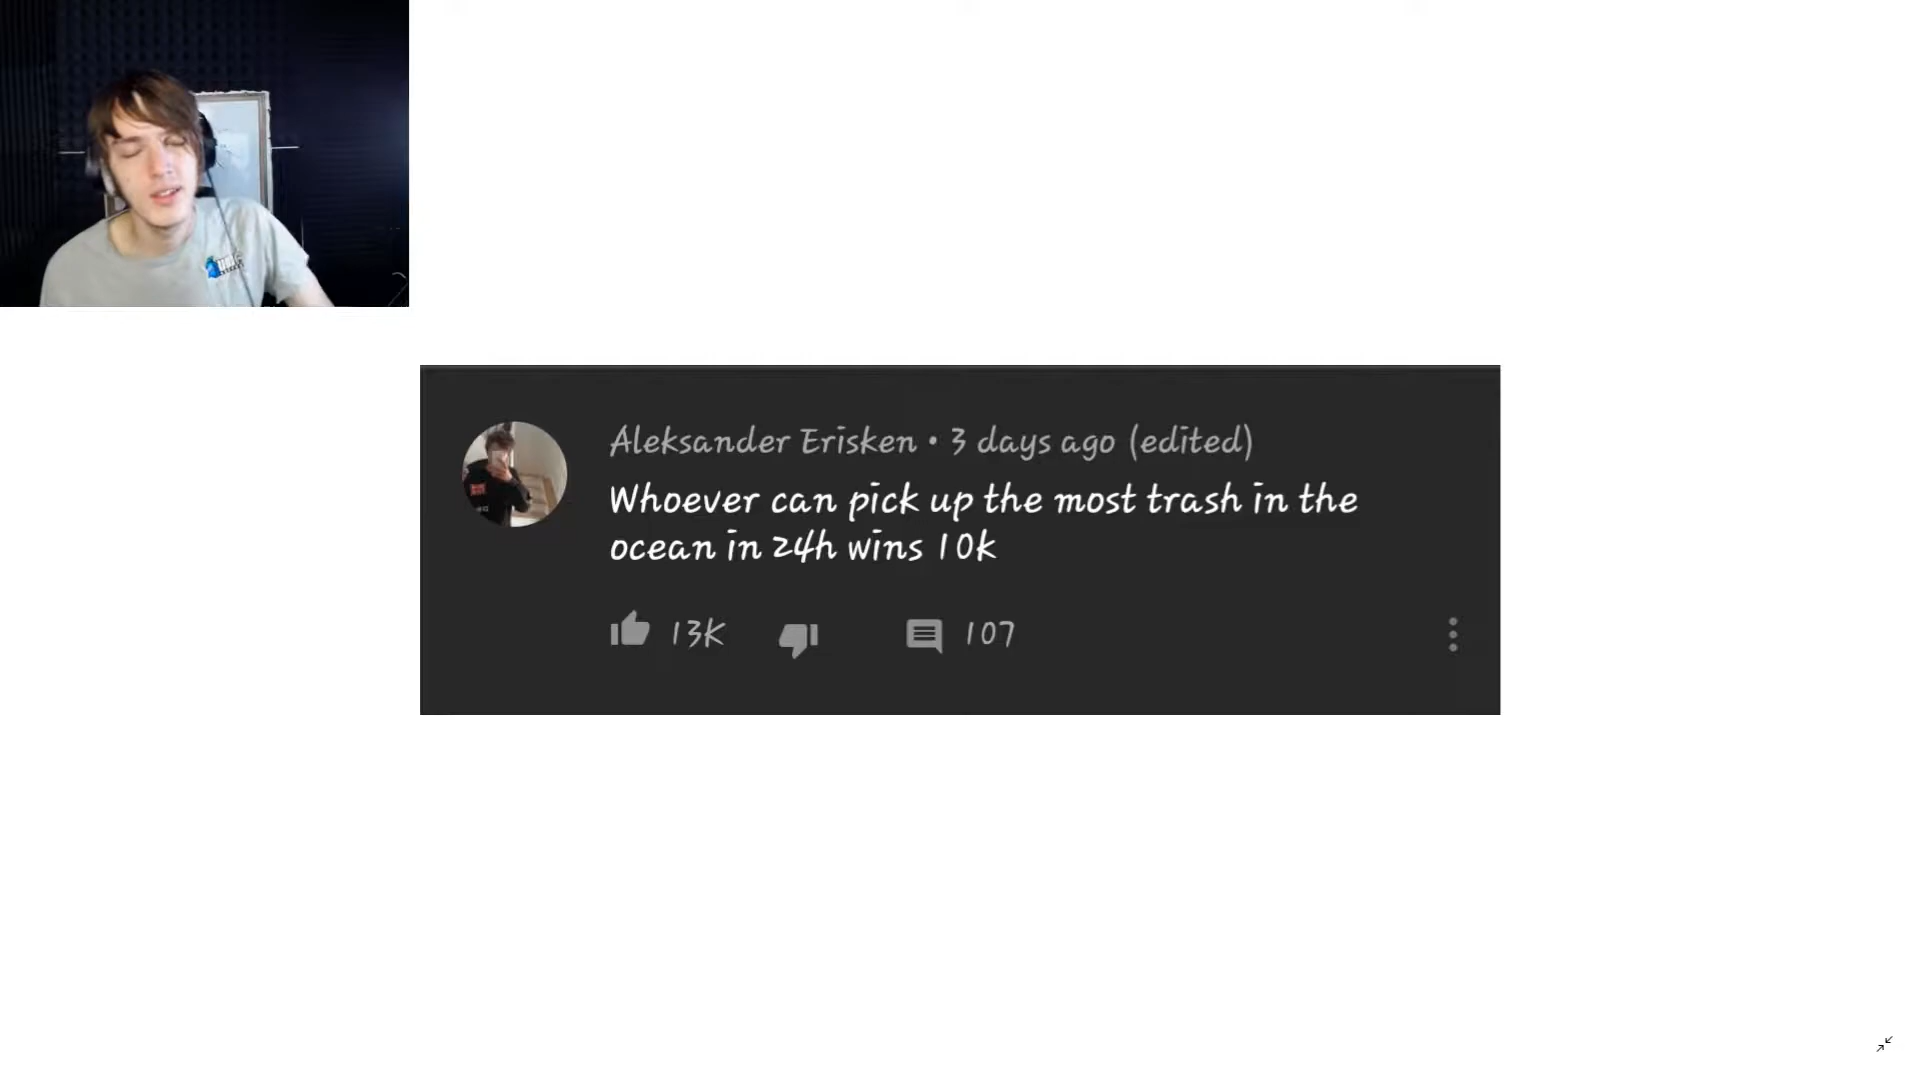 Aleksander Erisken • 3 days ago (edited)
Whoever can pick up the most trash in the
ocean in 24h wins 10k
13K 107